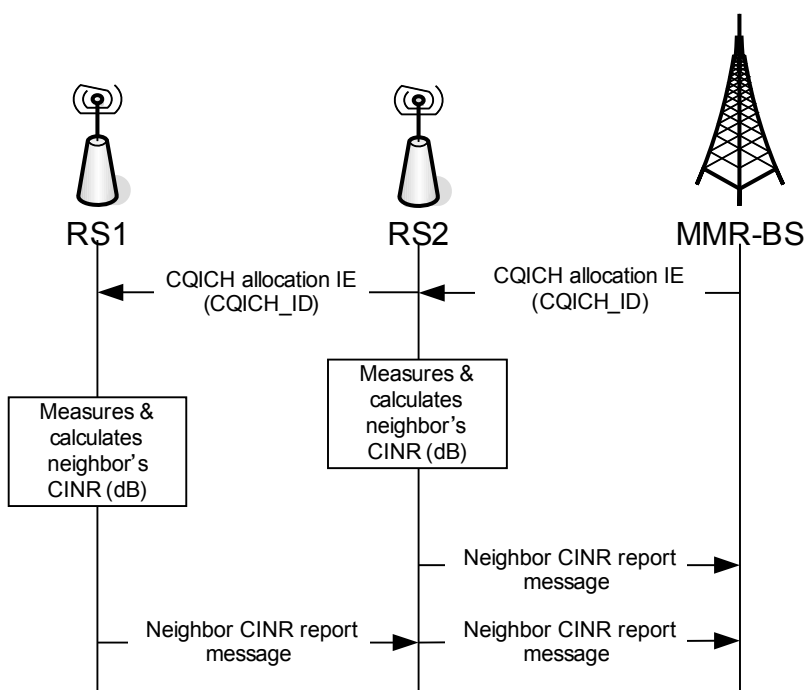 RS1
RS2
MMR-BS
CQICH allocation IE
(CQICH_ID)
CQICH allocation IE
(CQICH_ID)
Measures &
calculates
neighbor’s
CINR (dB)
Measures &
calculates
neighbor’s
CINR (dB)
Neighbor CINR report
message
Neighbor CINR report
message
Neighbor CINR report
message